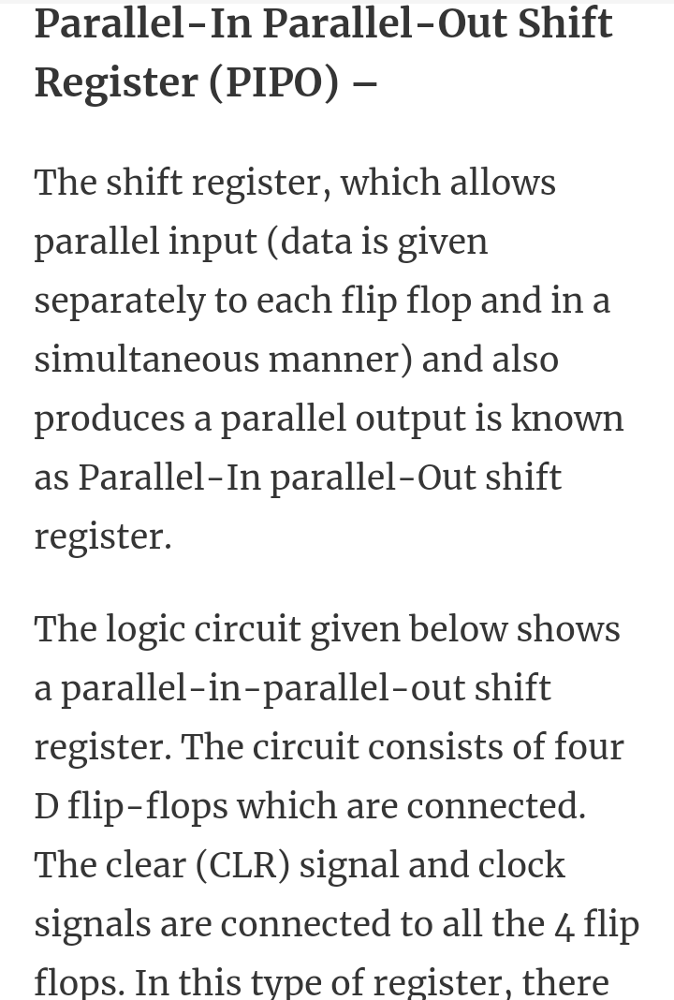 Parallel-In Parallel-Out Shift
Register (PIPO) –
The shift register, which allows
parallel input (data is given
separately to each flip flop and in a
simultaneous manner) and also
produces a parallel output is known
as Parallel-In parallel-Out shift
register.
The logic circuit given below shows
a parallel-in-parallel-out shift
register. The circuit consists of four
D flip-flops which are connected.
The clear (CLR) signal and clock
signals are connected to all the 4 flip
flops. In this type of register, there